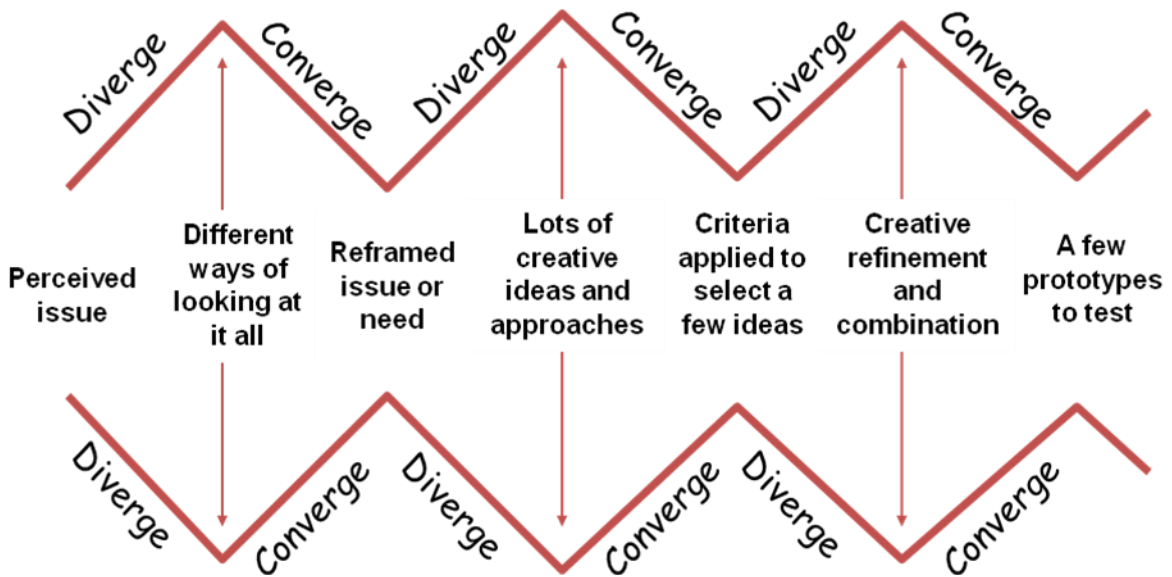 Diverge
Converge
Diverge
Converge
Diverge
Converge
Perceived
issue
Different
ways of
looking at
it all
Reframed
issue or
need
Lots of
creative
ideas and
approaches
Criteria
applied to
select a
few ideas
Creative
refinement
and
combination
A few
prototypes
to test
Diverge
Converge
Diverge
Converge
Diverge
Converge